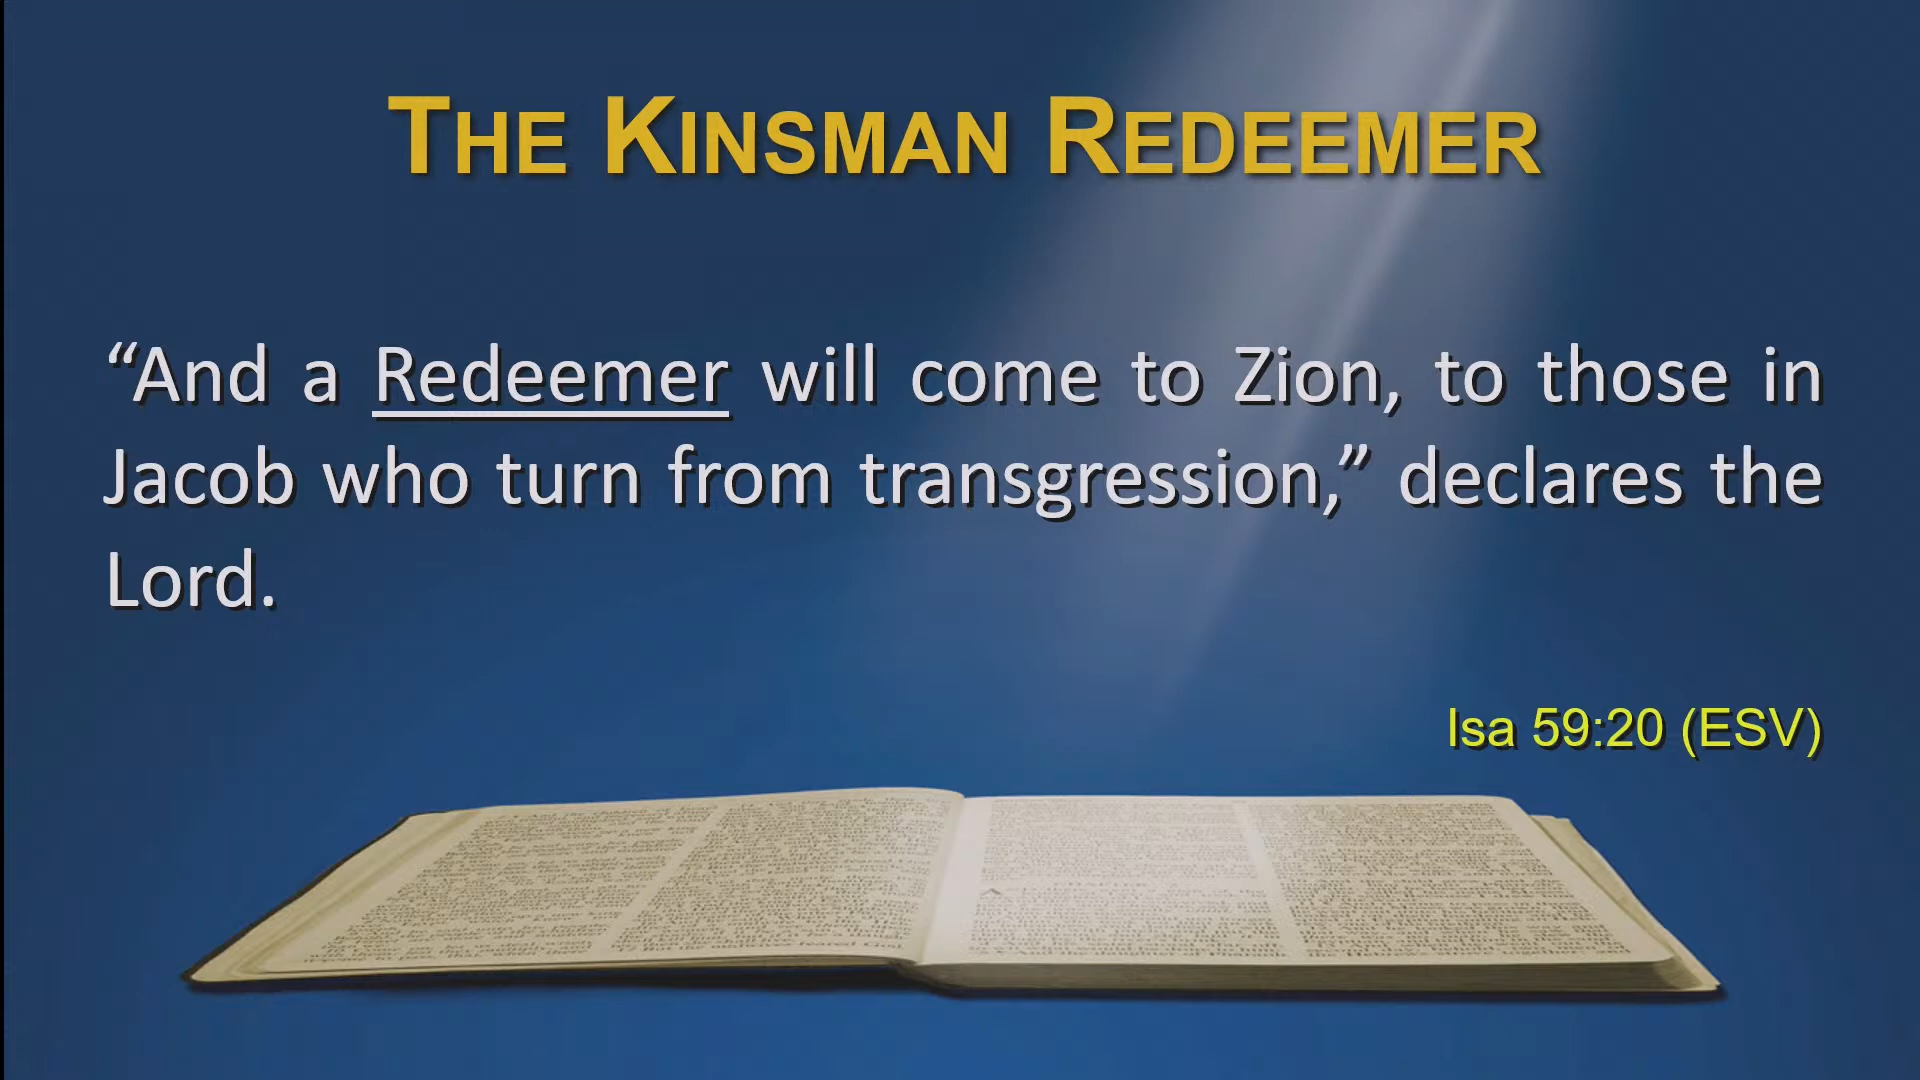 THE KINSMAN REDEEMER
“And a Redeemer will come to Zion, to those in
Jacob who turn from transgression,” declares the
Lord.
Isa 59:20 (ESV)